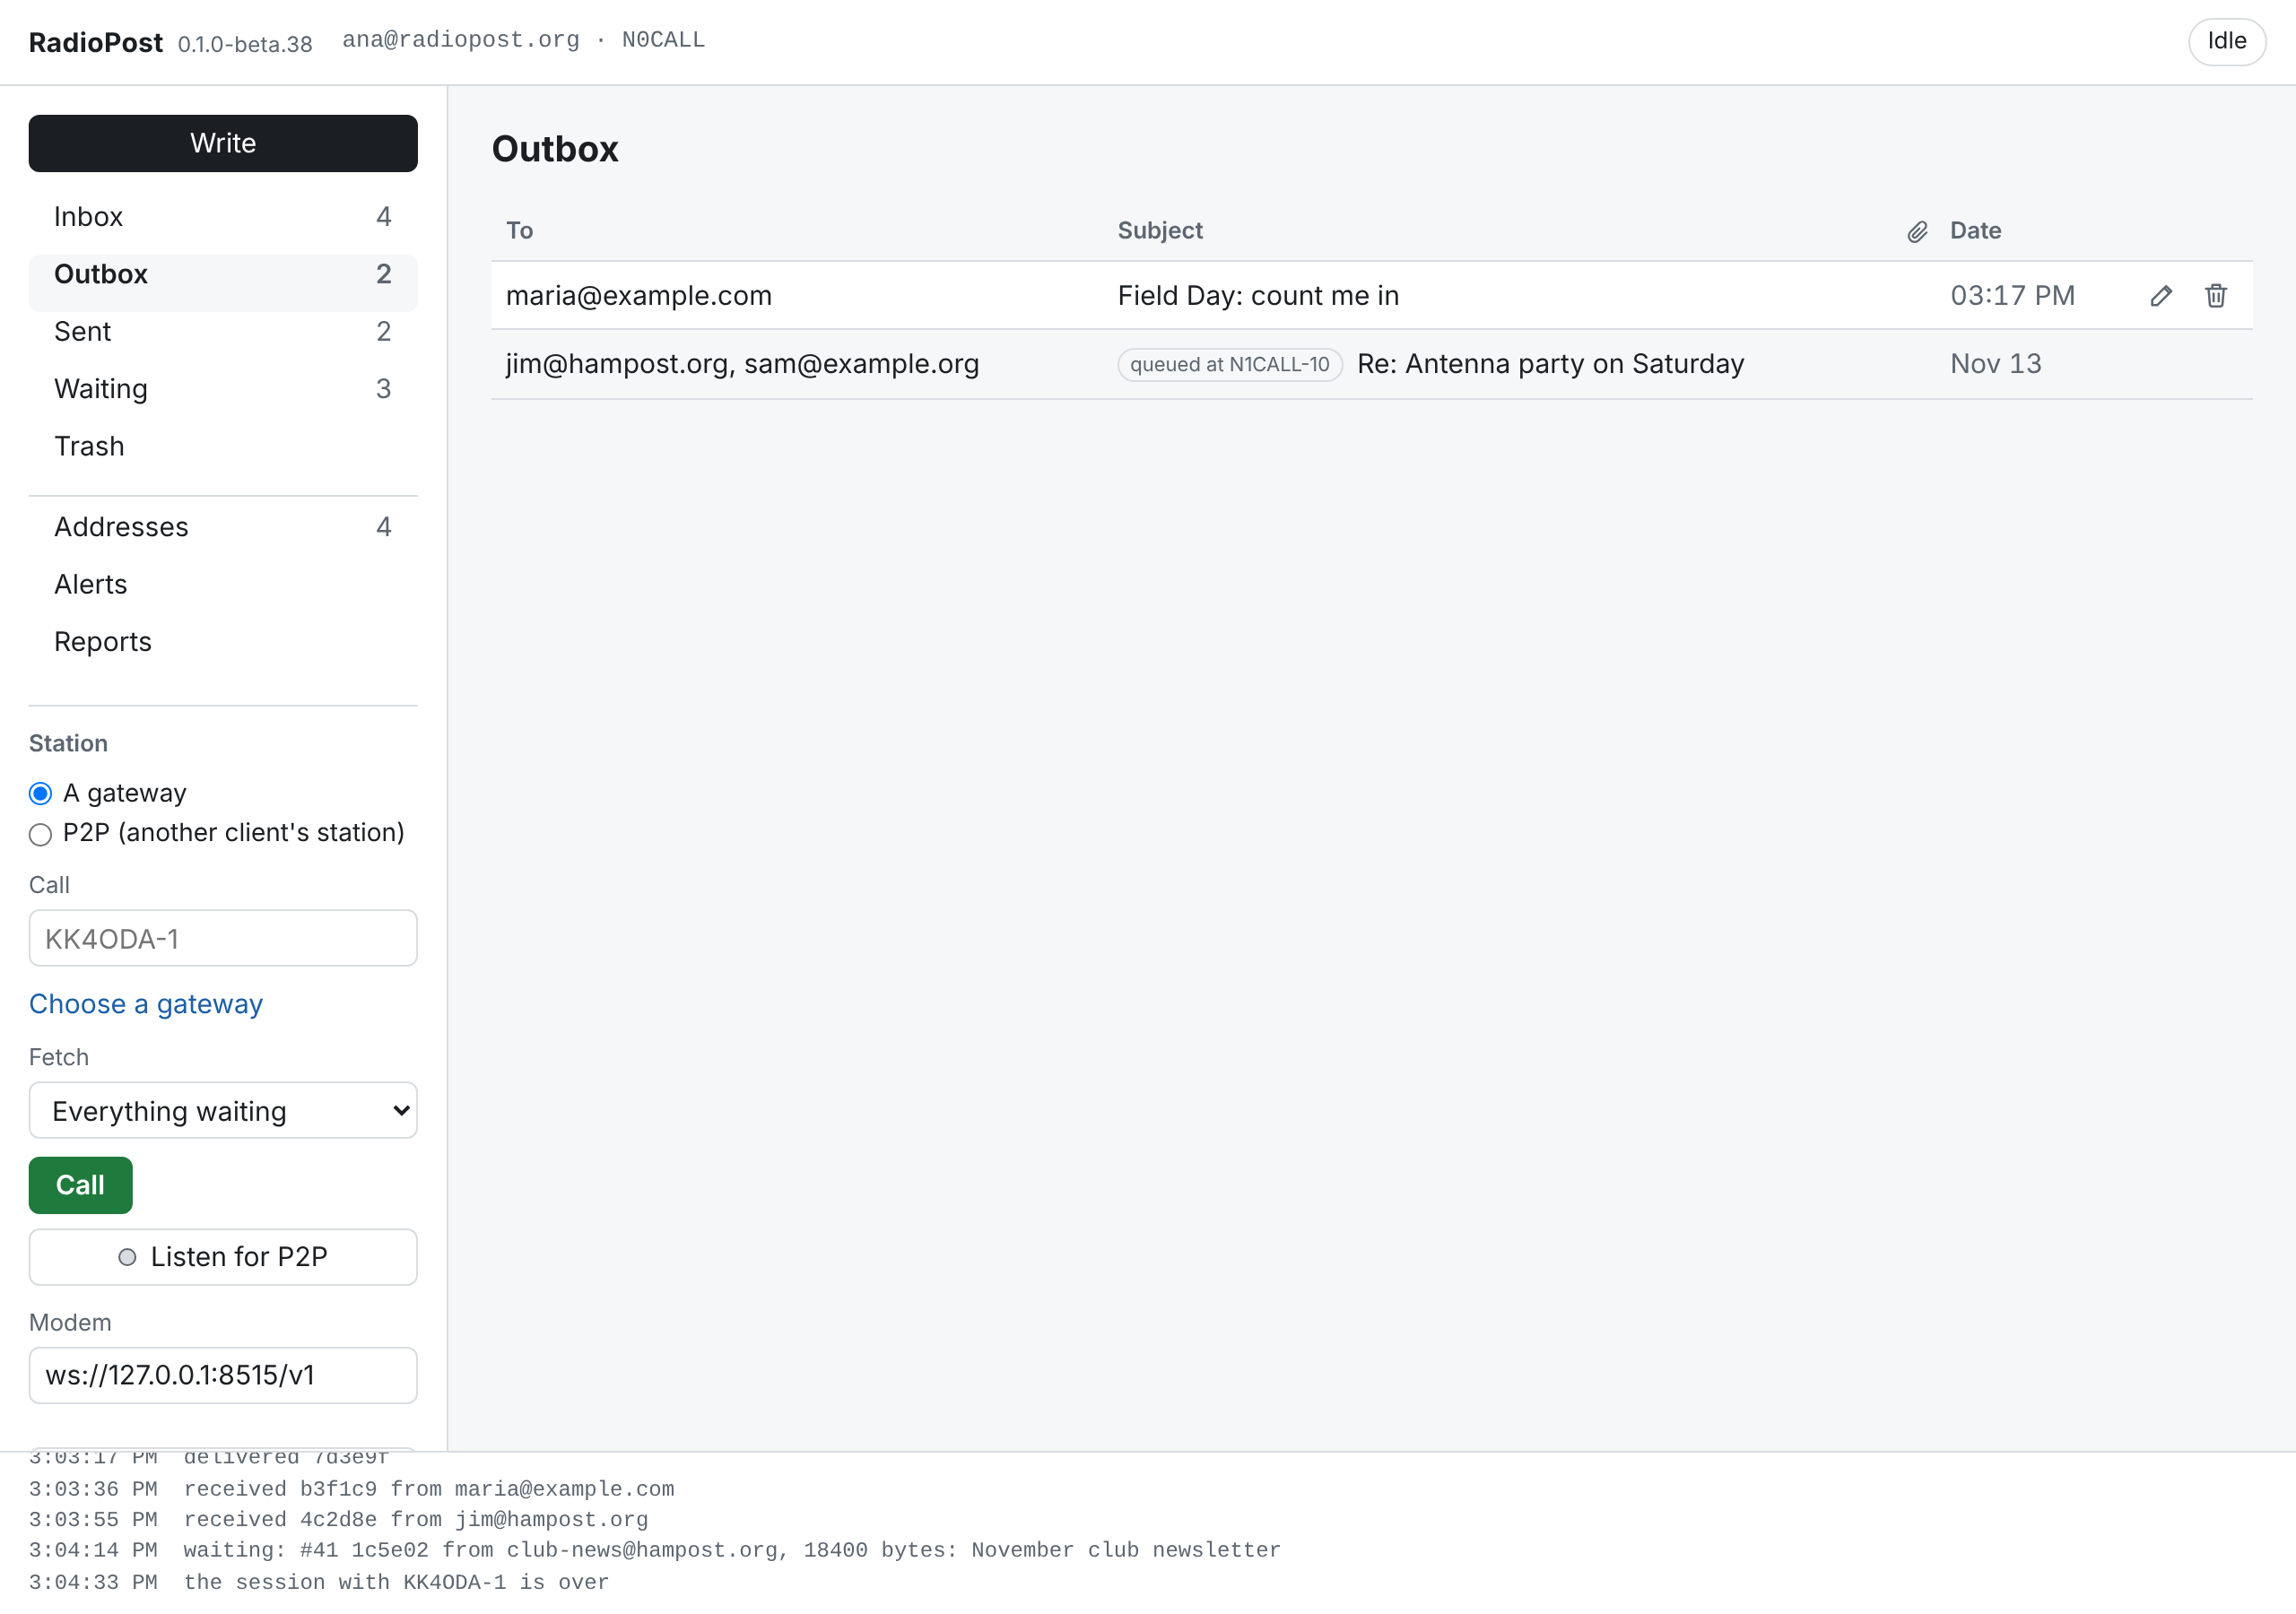 RadioPost 0.1.0-beta.38 ana@radiopost.org · N0CALL Idle
Write
Inbox 4
Outbox 2
Sent 2
Waiting 3
Trash
Addresses 4
Alerts
Reports
Station
A gateway
P2P (another client's station)
Call
KK4ODA-1
Choose a gateway
Fetch
Everything waiting
Call
Listen for P2P
Modem
ws://127.0.0.1:8515/v1
Outbox
To Subject Date
maria@example.com Field Day: count me in 03:17 PM
jim@hampost.org, sam@example.org queued at N1CALL-10 Re: Antenna party on Saturday Nov 13
3:03:17 PM delivered 7d3e9f
3:03:36 PM received b3f1c9 from maria@example.com
3:03:55 PM received 4c2d8e from jim@hampost.org
3:04:14 PM waiting: #41 1c5e02 from club-news@hampost.org, 18400 bytes: November club newsletter
3:04:33 PM the session with KK4ODA-1 is over